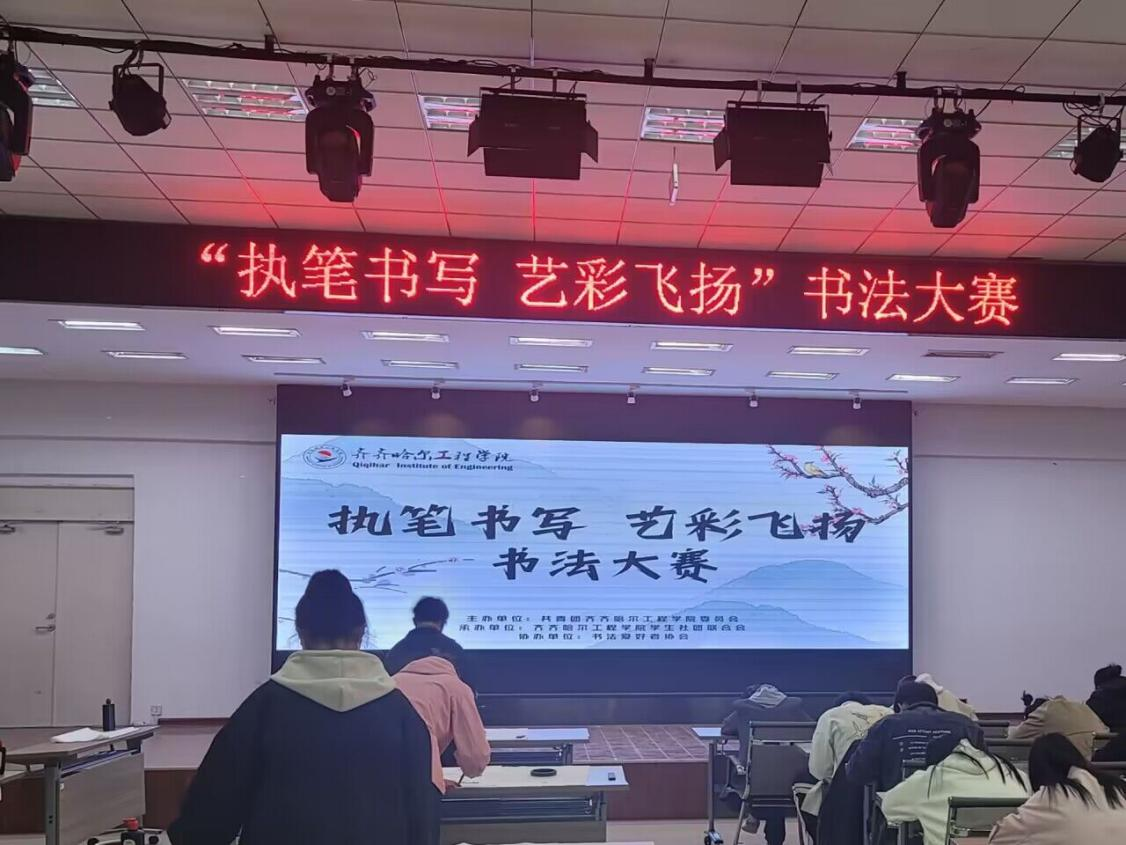 “执笔书写 艺彩飞扬”书法大赛
齐齐哈尔工程学院
Qiqihar Institute of Engineering
执笔书写 艺彩飞扬
书法大赛
主办单位：共青团齐齐哈尔工程学院委员会
承办单位：齐齐哈尔工程学院学生社团联合会
协办单位：书法爱好者协会